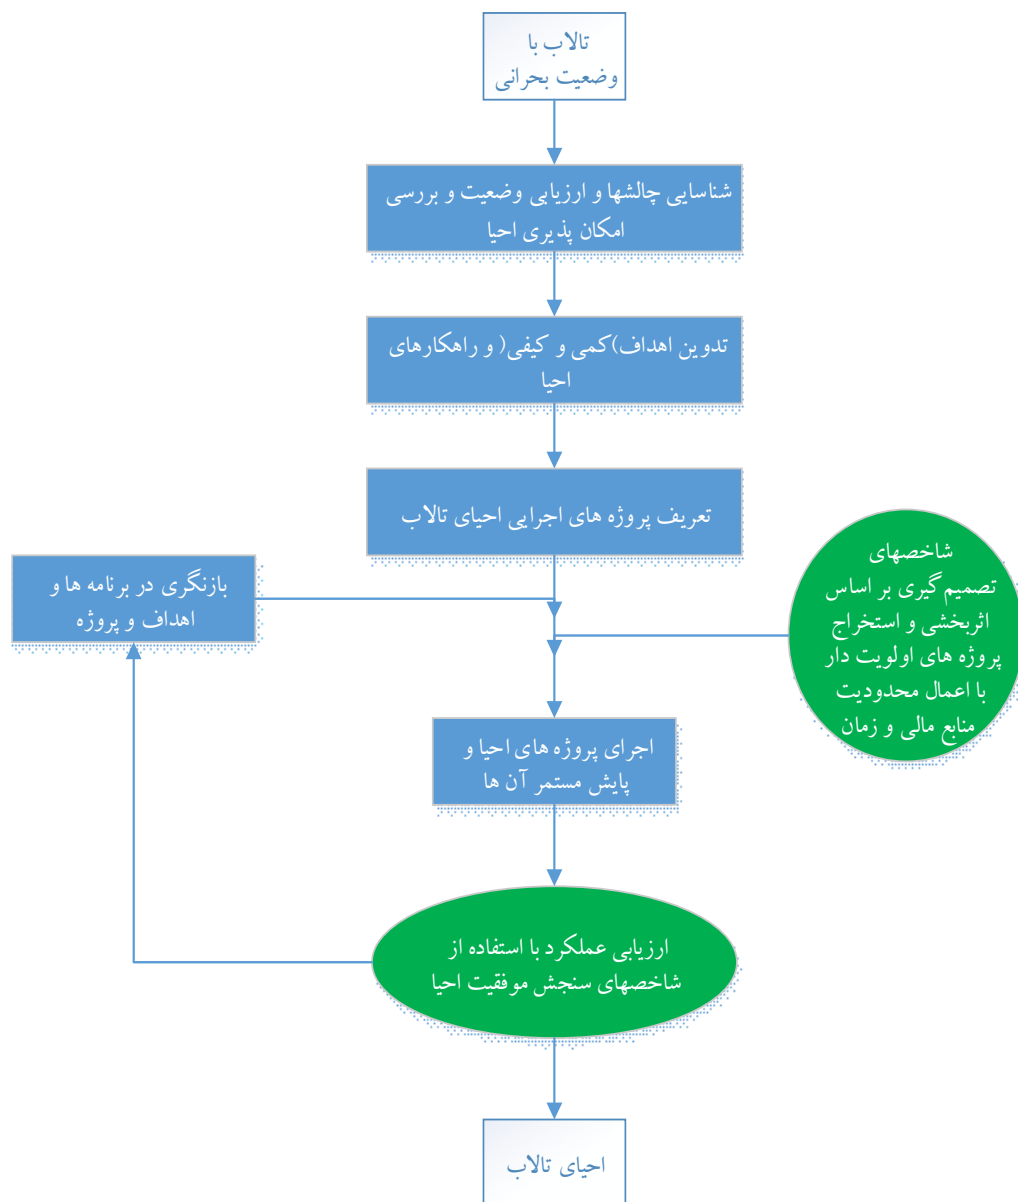 تالاب با
وضعیت بحرانی
شناسایی چالشها و ارزیابی وضعیت و بررسی
امکان پذیری احیا
تدوین اهداف)کمی و کیفی( و راهکارهای
احیا
تعریف پروژه های اجرایی احیای تالاب
شاخصهای
تصمیم‌گیری بر اساس
اثربخشی و استخراج
پروژه های اولویت دار
با اعمال محدودیت
منابع مالی و زمان
بازنگری در برنامه ها و
اهداف و پروژه
اجرای پروژه های احیا و
پایش مستمر آن ها
ارزیابی عملکرد با استفاده از
شاخصهای سنجش موفقیت احیا
احیای تالاب